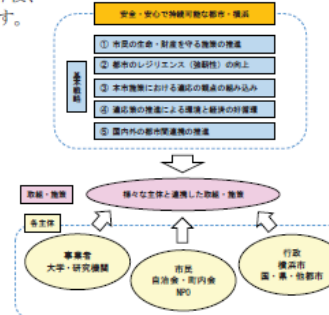 す。
安全・安心で持続可能な都市・横浜
基本戦略
① 市民の生命・財産を守る施策の推進
② 都市のレジリエンス（強靭性）の向上
③ 本市施策における適応の観点の組み込み
④ 適応策の推進による環境と経済の好循環
⑤ 国内外の都市間連携の推進
取組・施策
様々な主体と連携した取組・施策
各主体
事業者
大学・研究機関
市民
自治会・町内会
NPO
行政
横浜市
国・県・他都市